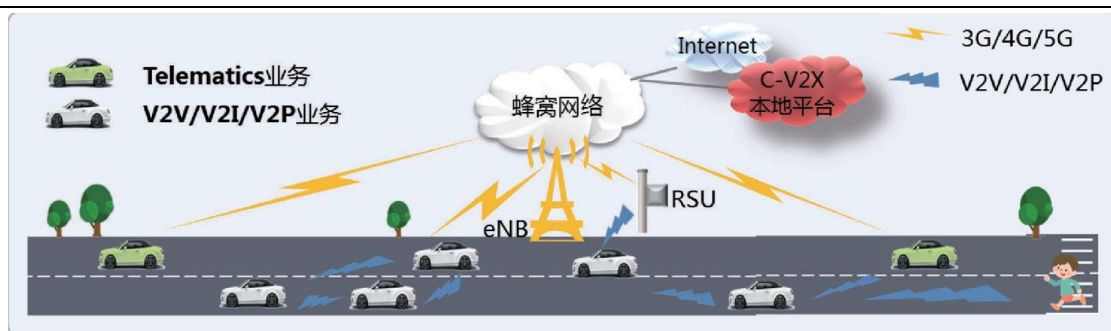 Telematics业务
V2V/V2I/V2P业务
蜂窝网络
Internet
C-V2X
本地平台
3G/4G/5G
V2V/V2I/V2P
eNB
RSU